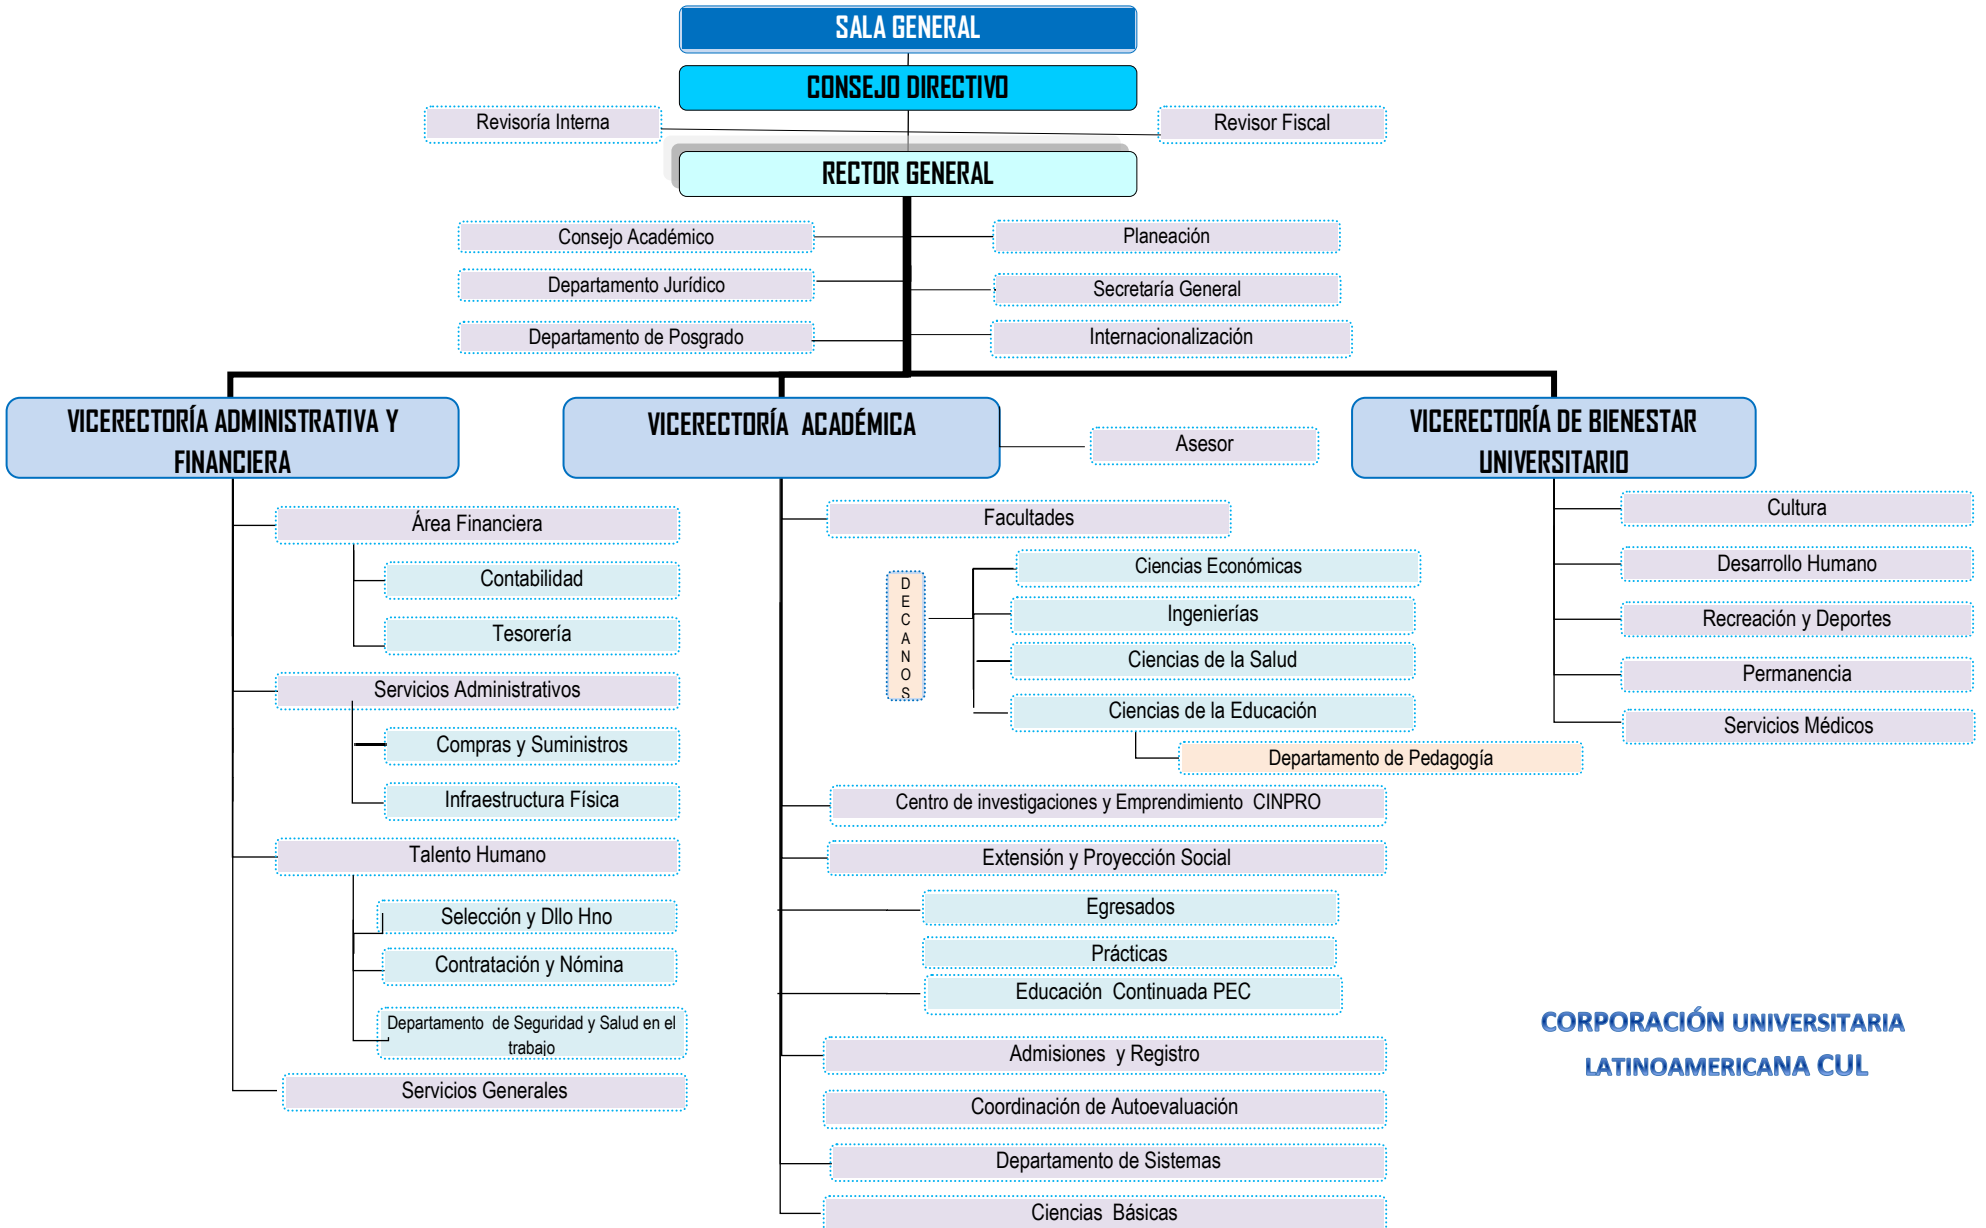 SALA GENERAL
CONSEJO DIRECTIVO
Revisoría Interna
Revisor Fiscal
RECTOR GENERAL
Consejo Académico
Planeación
Departamento Jurídico
Secretaría General
Departamento de Posgrado
Internacionalización
VICERECTORÍA ADMINISTRATIVA Y
FINANCIERA
VICERECTORÍA ACADÉMICA
Asesor
VICERECTORÍA DE BIENESTAR
UNIVERSITARIO
Área Financiera
Contabilidad
Tesorería
Servicios Administrativos
Compras y Suministros
Infraestructura Física
Talento Humano
Selección y Dllo Hno
Contratación y Nómina
Departamento de Seguridad y Salud en el
trabajo
Servicios Generales
Facultades
D
E
C
A
N
O
S
Ciencias Económicas
Ingenierías
Ciencias de la Salud
Ciencias de la Educación
Departamento de Pedagogía
Centro de investigaciones y Emprendimiento CINPRO
Extensión y Proyección Social
Egresados
Prácticas
Educación Continuada PEC
Admisiones y Registro
Coordinación de Autoevaluación
Departamento de Sistemas
Ciencias Básicas
Cultura
Desarrollo Humano
Recreación y Deportes
Permanencia
Servicios Médicos
CORPORACIÓN UNIVERSITARIA
LATINOAMERICANA CUL